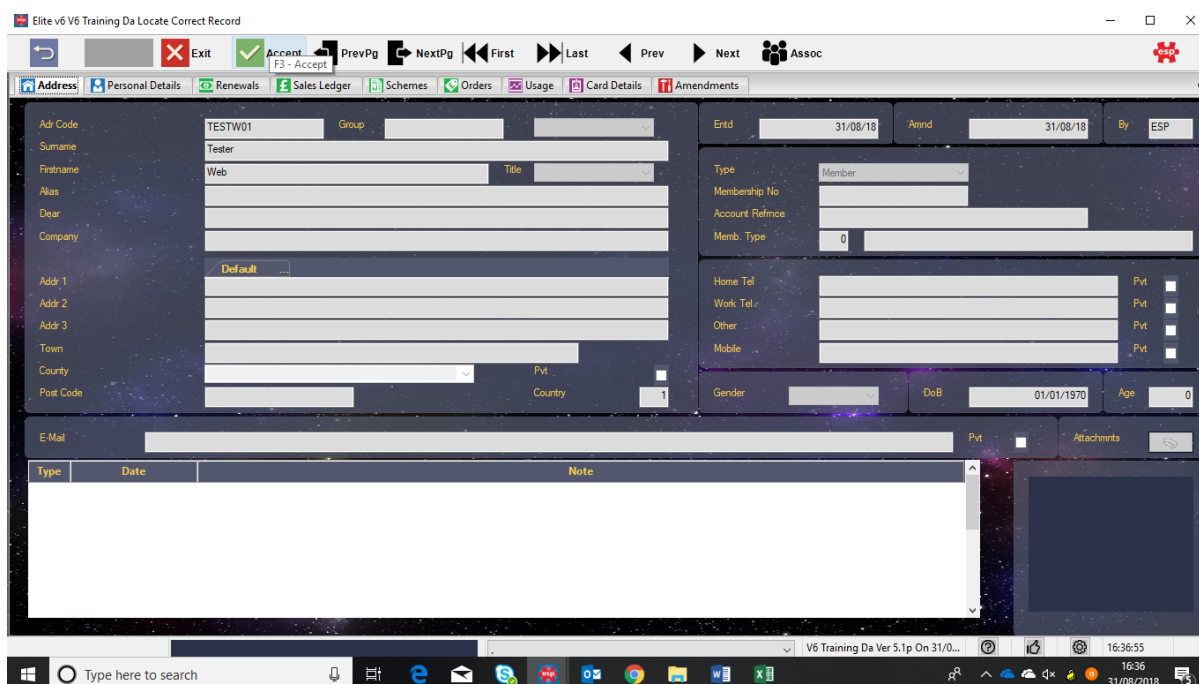 esp Elite v6 V6 Training Da Locate Correct Record
Exit Accept PrevPg NextPg First Last Prev Next Assoc esp
F3 - Accept
Address Personal Details Renewals Sales Ledger Schemes Orders Usage Card Details Amendments
Adr Code TESTW01 Group Entd 31/08/18 Amnd 31/08/18 By ESP
Surname Tester
Firstname Web Title Type Member
Alias Membership No
Dear Account Refrnce
Company Memb. Type 0
Default ...
Addr 1 Home Tel Pvt
Addr 2 Work Tel Pvt
Addr 3 Other Pvt
Town Mobile Pvt
County Pvt
Post Code Country 1 Gender DoB 01/01/1970 Age 0
E-Mail Pvt Attachmnts
Type Date Note
. V6 Training Da Ver 5.1p On 31/0... 16:36:55
Type here to search esp 16:36
31/08/2018